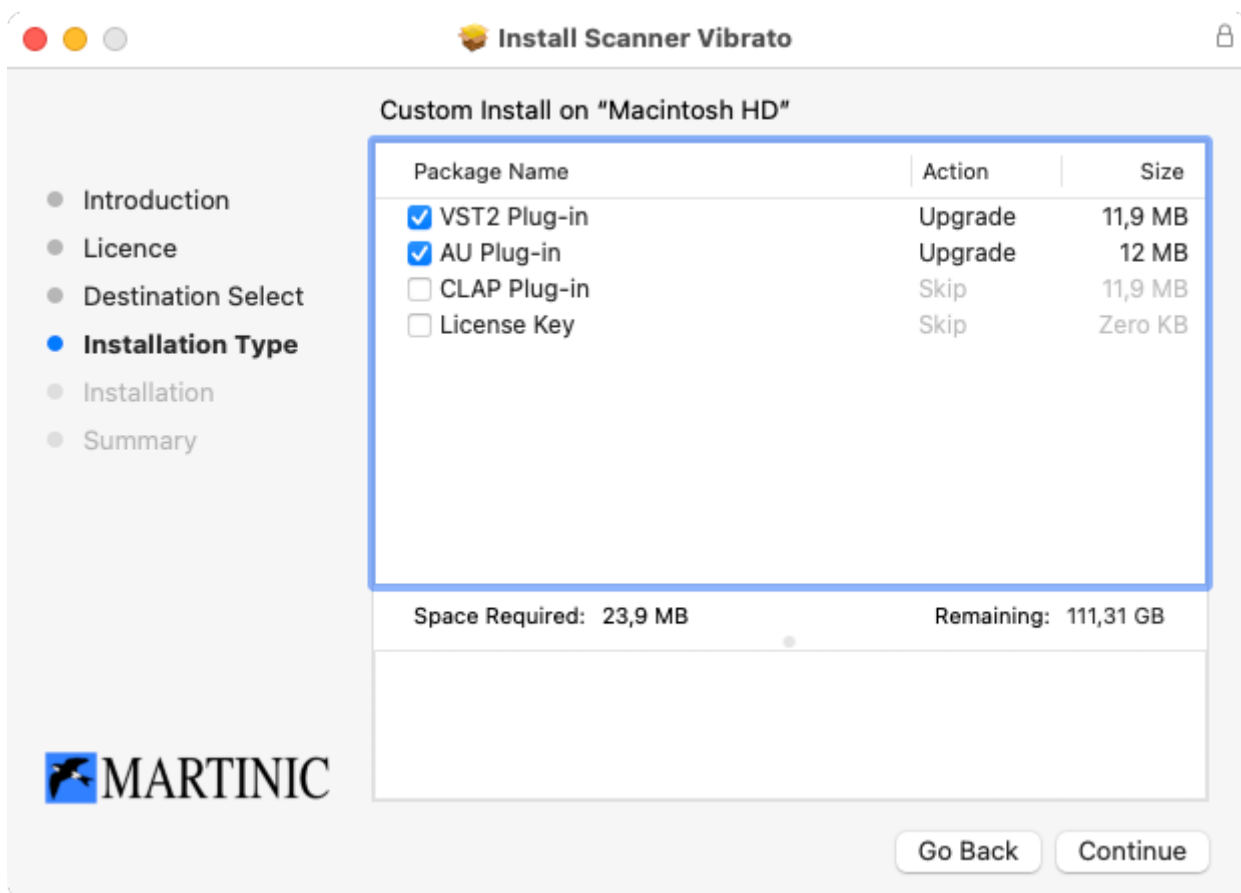 Install Scanner Vibrato
Custom Install on “Macintosh HD”
Introduction
Licence
Destination Select
Installation Type
Installation
Summary
Package Name Action Size
VST2 Plug-in Upgrade 11,9 MB
AU Plug-in Upgrade 12 MB
CLAP Plug-in Skip 11,9 MB
License Key Skip Zero KB
Space Required: 23,9 MB Remaining: 111,31 GB
MARTINIC
Go Back Continue